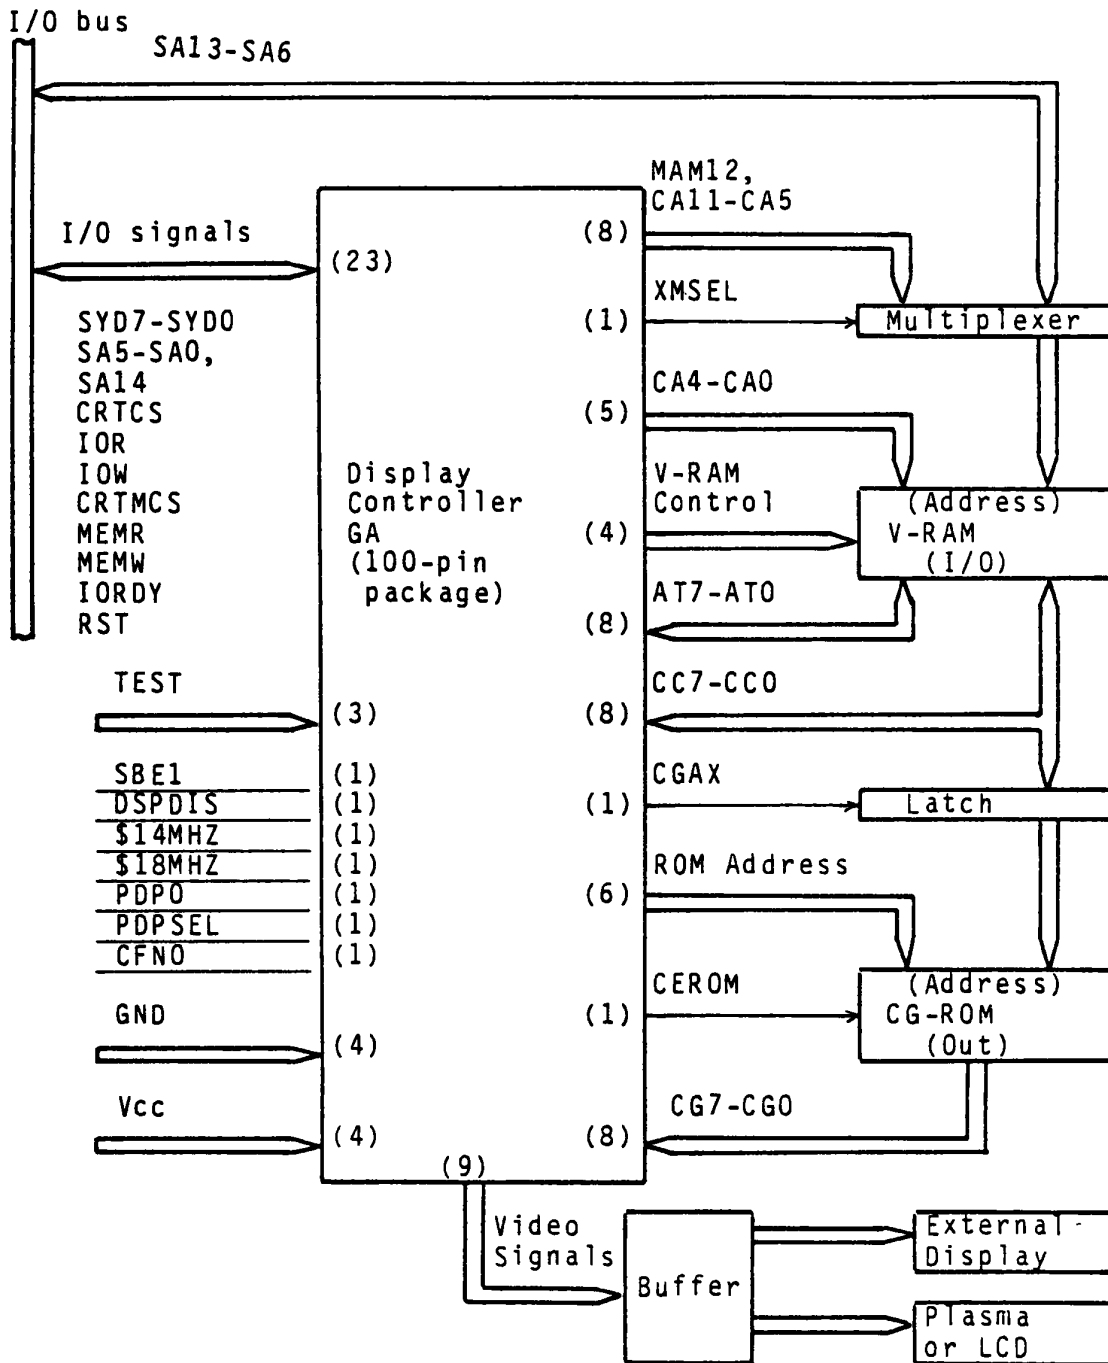 I/O bus
SA13-SA6
MAM12,
CA11-CA5
(8)
I/O signals
(23)
XMSEL
(1)
Multiplexer
SYD7-SYD0
SA5-SA0,
SA14
CRTCS
IOR
IOW
CRTMCS
MEMR
MEMW
IORDY
RST
CA4-CA0
(5)
Display
Controller
GA
(100-pin
package)
V-RAM
Control
(4)
(Address)
V-RAM
(I/O)
AT7-AT0
(8)
TEST
(3)
CC7-CC0
(8)
SBE1
(1)
DSPDIS
(1)
$14MHZ
(1)
$18MHZ
(1)
PDPO
(1)
PDPSEL
(1)
CFNO
(1)
CGAX
(1)
Latch
ROM Address
(6)
GND
(4)
CEROM
(1)
(Address)
CG-ROM
(Out)
Vcc
(4)
CG7-CG0
(8)
(9)
Video
Signals
Buffer
External
Display
Plasma
or LCD